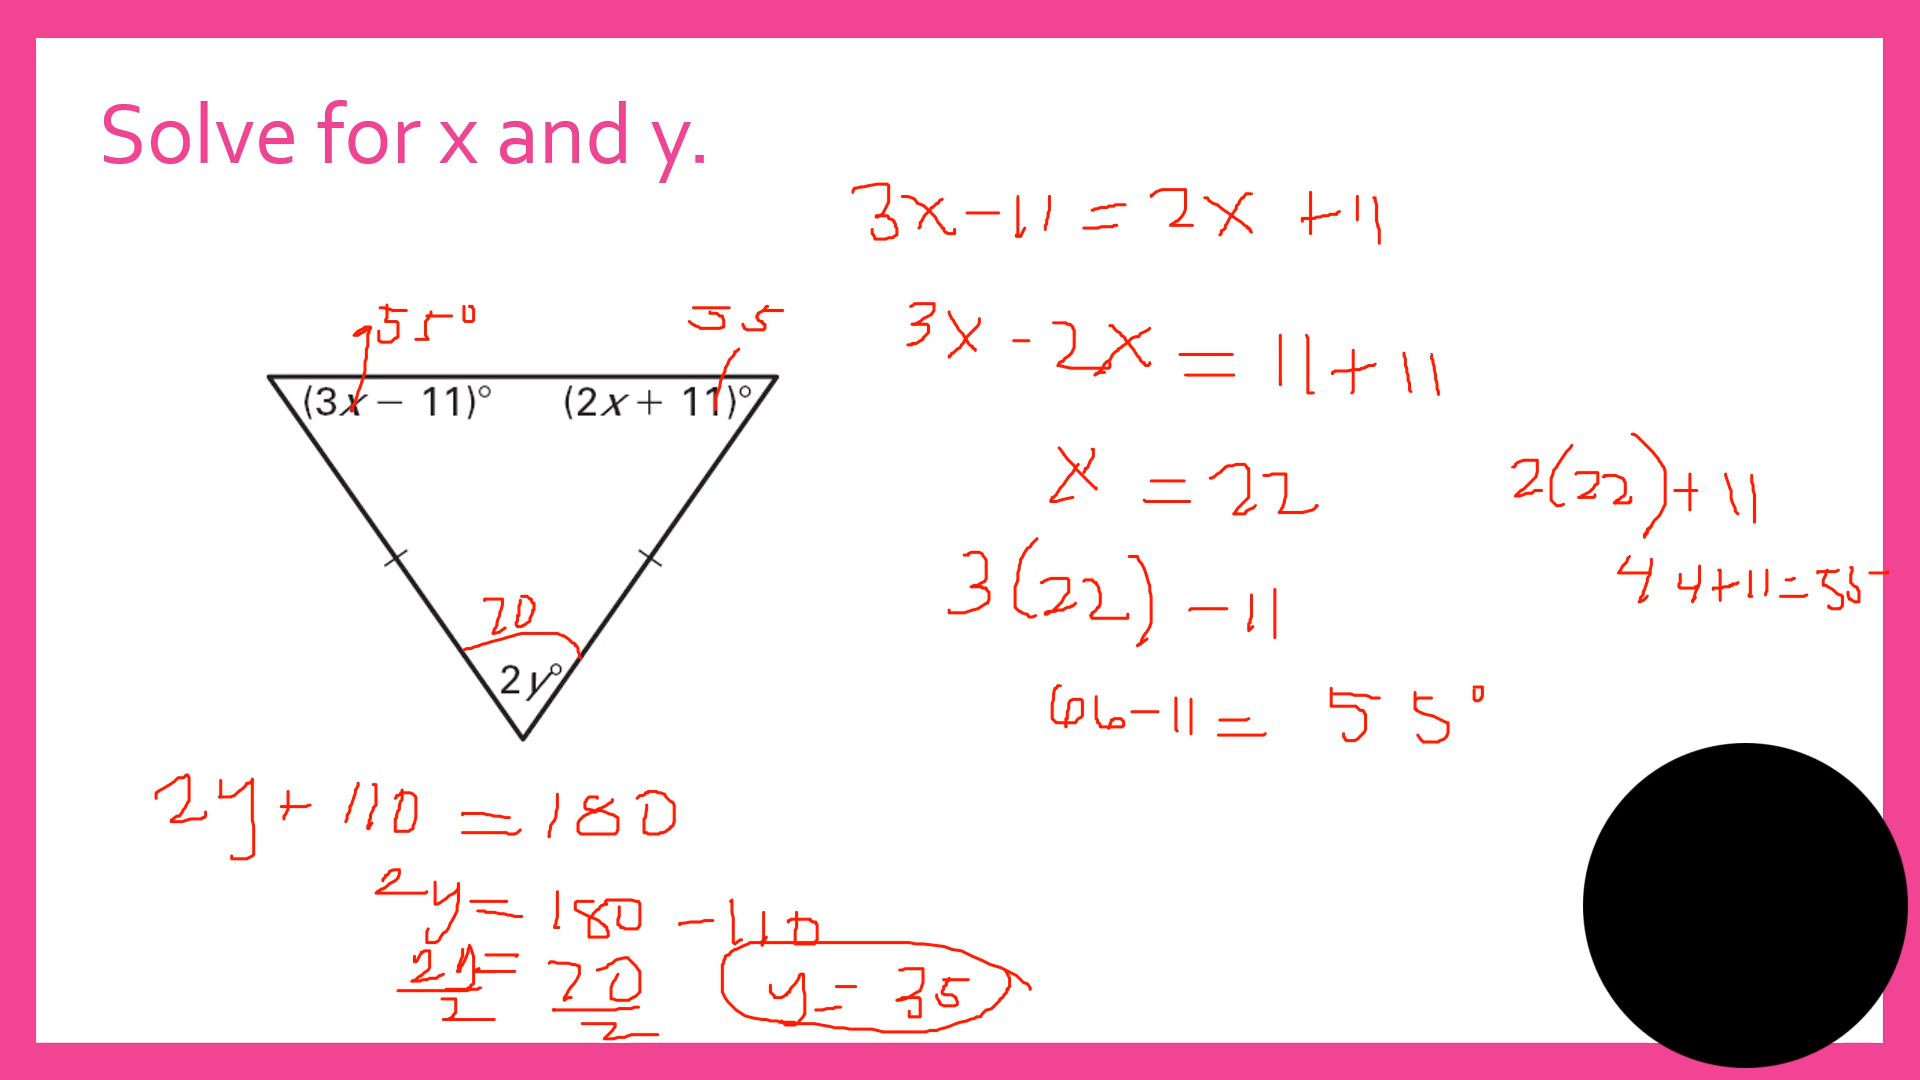 Solve for x and y.
3x - 11 = 2x + 11
55° 55
3x - 2x = 11 + 11
(3x − 11)° (2x + 11)°
x = 22
2(22) + 11
3(22) - 11
44 + 11 = 55
70
2y°
66 - 11 = 55°
2y + 110 = 180
2y = 180 - 110
2y = 70
2 2
y = 35